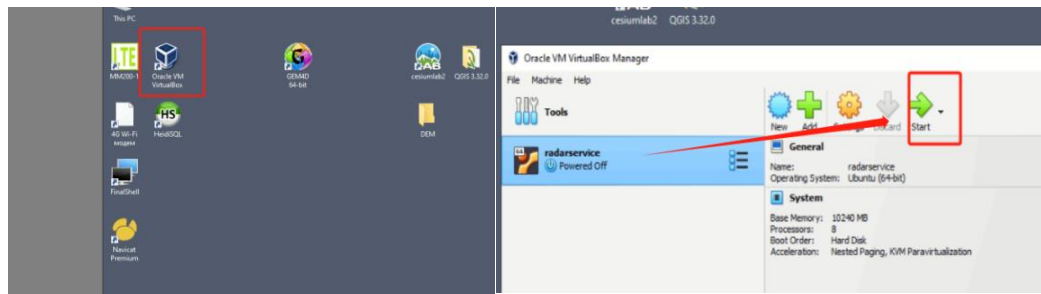 This PC
LTE
MM200-1
Oracle VM
VirtualBox
GEM4D
64-bit
cesiumlab2
QGIS 3.32.0
4G Wi-Fi
модем
HS
HeidiSQL
DEM
FinalShell
Navicat
Premium
cesiumlab2
QGIS 3.32.0
Oracle VM VirtualBox Manager
File Machine Help
Tools
New Add Settings Discard Start
radarservice
Powered Off
General
Name: radarservice
Operating System: Ubuntu (64-bit)
System
Base Memory: 10240 MB
Processors: 8
Boot Order: Hard Disk
Acceleration: Nested Paging, KVM Paravirtualization